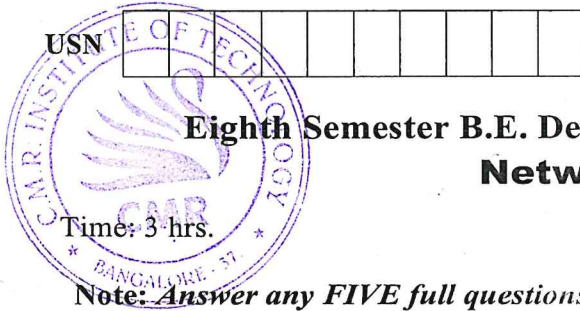 USN
C.M.R. INSTITUTE OF TECHNOLOGY
Eighth Semester B.E. De
Netw
CMR
Time: 3 hrs.
* BANGALORE - 37. *
Note: Answer any FIVE full questions